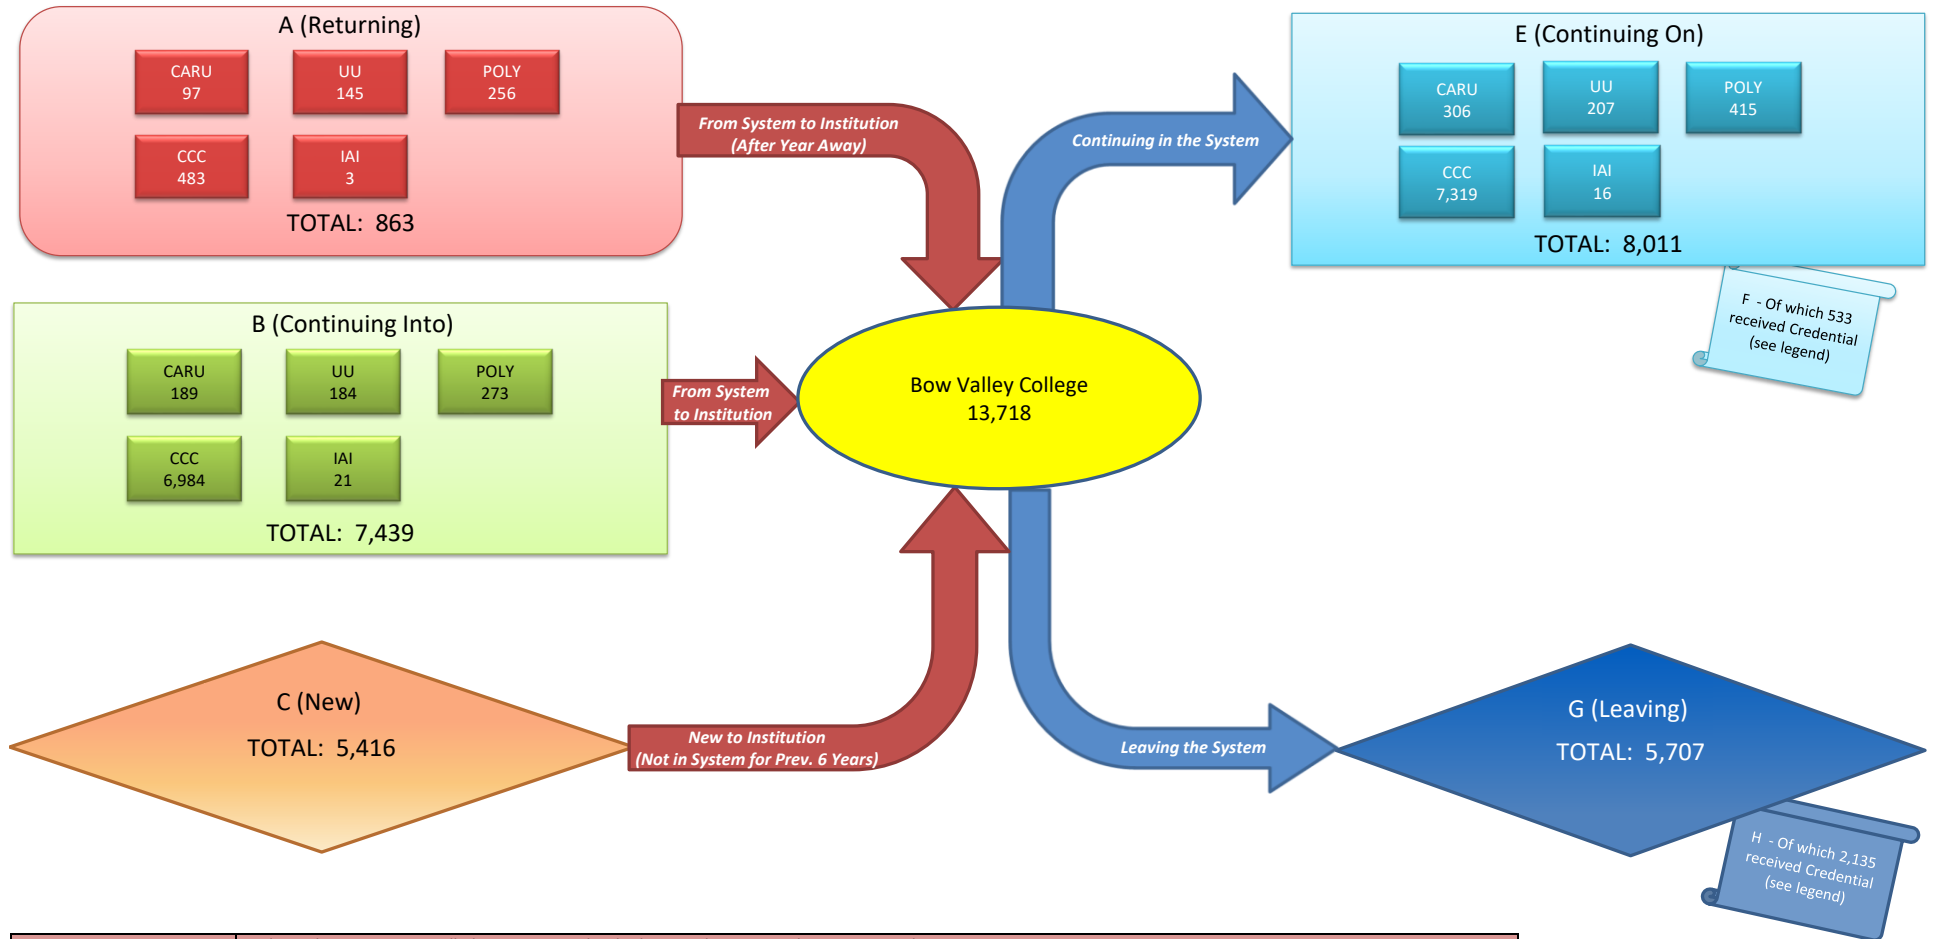 A (Returning)
CARU
97
UU
145
POLY
256
CCC
483
IAI
3
TOTAL:  863
From System to Institution
(After Year Away)
Continuing in the System
E (Continuing On)
CARU
306
UU
207
POLY
415
CCC
7,319
IAI
16
TOTAL:  8,011
F  - Of which 533
received Credential
(see legend)
B (Continuing Into)
CARU
189
UU
184
POLY
273
CCC
6,984
IAI
21
TOTAL:  7,439
From System
to Institution
Bow Valley College
13,718
C (New)
TOTAL:  5,416
New to Institution
(Not in System for Prev. 6 Years)
Leaving the System
G (Leaving)
TOTAL:  5,707
H  - Of which 2,135
received Credential
(see legend)